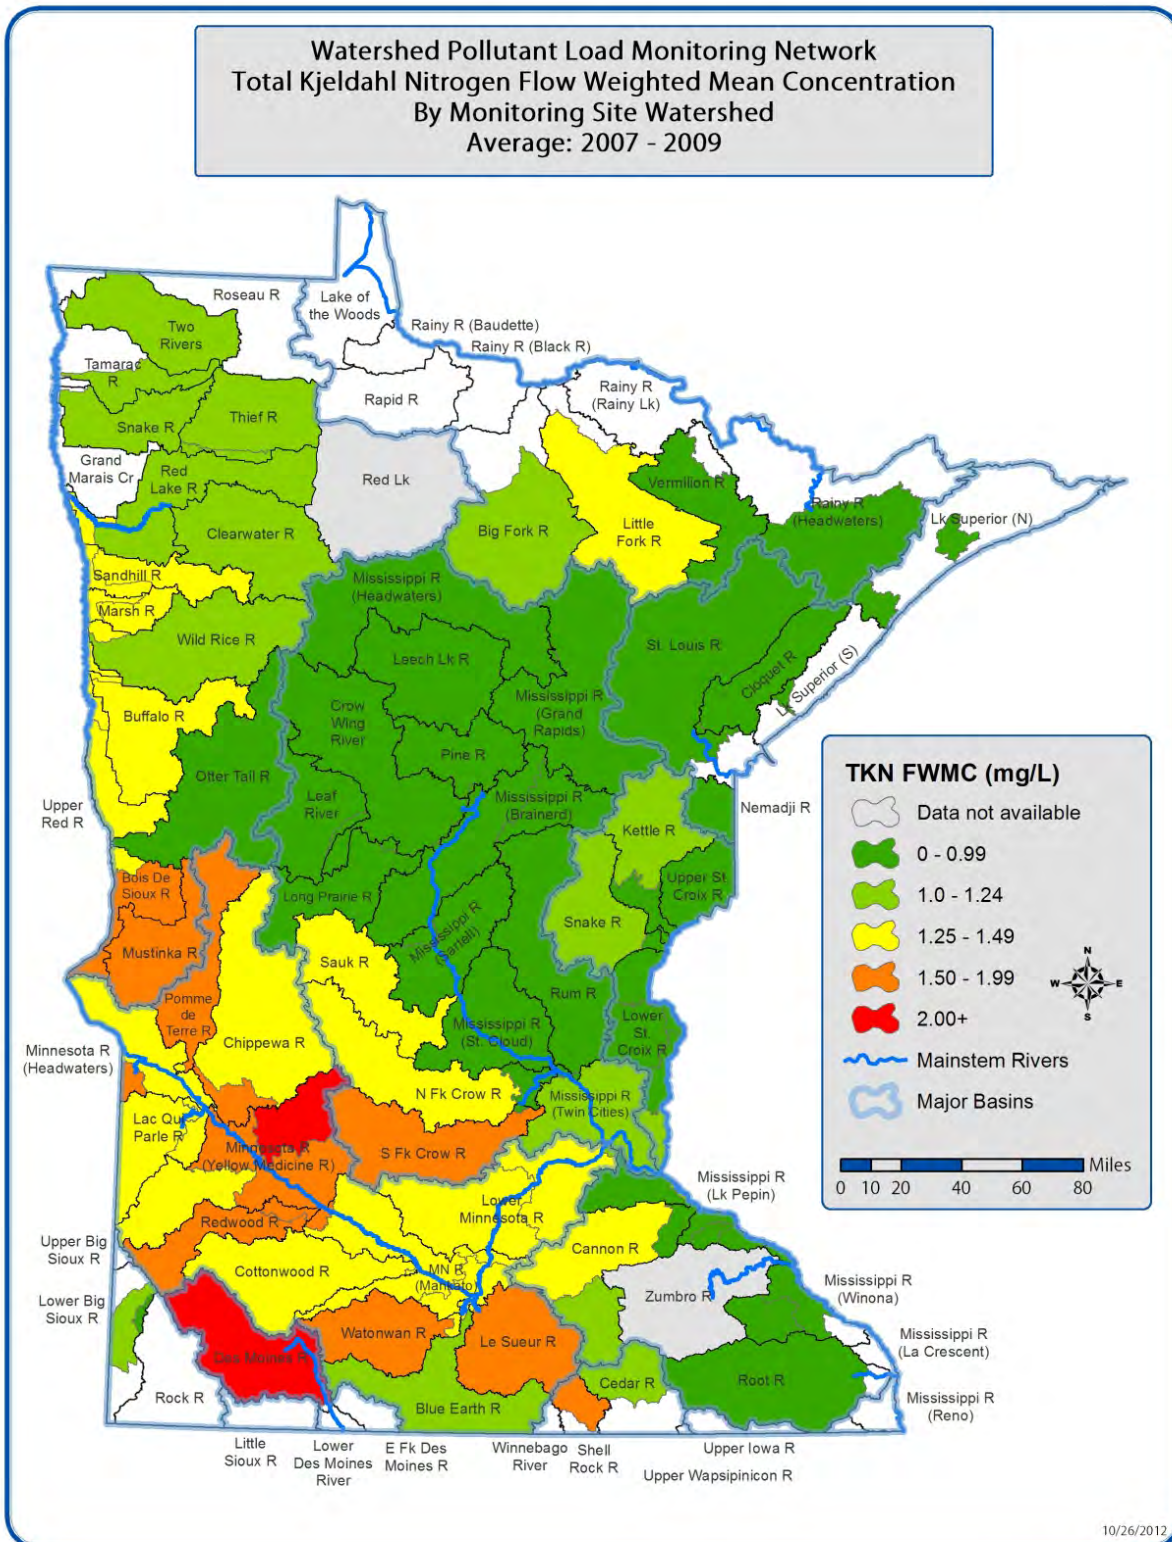 Watershed Pollutant Load Monitoring Network
Total Kjeldahl Nitrogen Flow Weighted Mean Concentration
By Monitoring Site Watershed
Average: 2007 - 2009
Roseau R
Lake of
the Woods
Two
Rivers
Rainy R (Baudette)
Rainy R (Black R)
Tamarac
R
Rapid R
Rainy R
(Rainy Lk)
Snake R
Thief R
Grand
Marais Cr
Red
Lake R
Red Lk
Vermilion R
Rainy R
(Headwaters)
Lk Superior (N)
Clearwater R
Big Fork R
Little
Fork R
Sandhill R
Mississippi R
(Headwaters)
Marsh R
Wild Rice R
Leech Lk R
St. Louis R
Cloquet R
Lk Superior (S)
Buffalo R
Crow
Wing
River
Mississippi R
(Grand
Rapids)
Pine R
Otter Tail R
Upper
Red R
Leaf
River
Mississippi R
(Brainerd)
Nemadji R
Kettle R
Bois De
Sioux R
Long Prairie R
Upper St.
Croix R
Mississippi R
(Sartell)
Snake R
Mustinka R
Sauk R
Pomme
de
Terre R
Rum R
Chippewa R
Mississippi R
(St. Cloud)
Lower
St.
Croix R
Minnesota R
(Headwaters)
N Fk Crow R
Mississippi R
(Twin Cities)
Lac Qui
Parle R
Minnesota R
(Yellow Medicine R)
S Fk Crow R
Mississippi R
(Lk Pepin)
Redwood R
Lower
Minnesota R
Upper Big
Sioux R
Cottonwood R
MN R
(Mankato)
Cannon R
Lower Big
Sioux R
Zumbro R
Mississippi R
(Winona)
Watonwan R
Le Sueur R
Mississippi R
(La Crescent)
Des Moines R
Rock R
Blue Earth R
Cedar R
Root R
Mississippi R
(Reno)
Little
Sioux R
Lower
Des Moines
River
E Fk Des
Moines R
Winnebago
River
Shell
Rock R
Upper Iowa R
Upper Wapsipinicon R
TKN FWMC (mg/L)
Data not available
0 - 0.99
1.0 - 1.24
1.25 - 1.49
1.50 - 1.99
2.00+
N
W E
S
Mainstem Rivers
Major Basins
Miles
0 10 20 40 60 80
10/26/2012